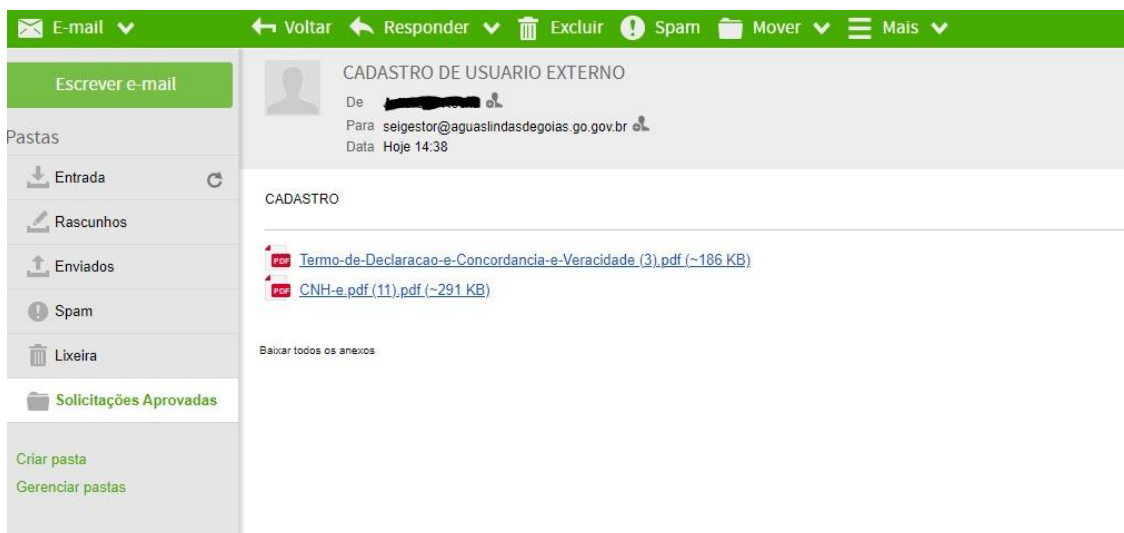 E-mail Voltar Responder Excluir Spam Mover Mais
Escrever e-mail
Pastas
Entrada
Rascunhos
Enviados
Spam
Lixeira
Solicitações Aprovadas
Criar pasta
Gerenciar pastas
CADASTRO DE USUARIO EXTERNO
De
Para seigestor@aguaslindasdegoias.go.gov.br
Data Hoje 14:38
CADASTRO
PDF Termo-de-Declaracao-e-Concordancia-e-Veracidade (3).pdf (~186 KB)
PDF CNH-e.pdf (11).pdf (~291 KB)
Baixar todos os anexos